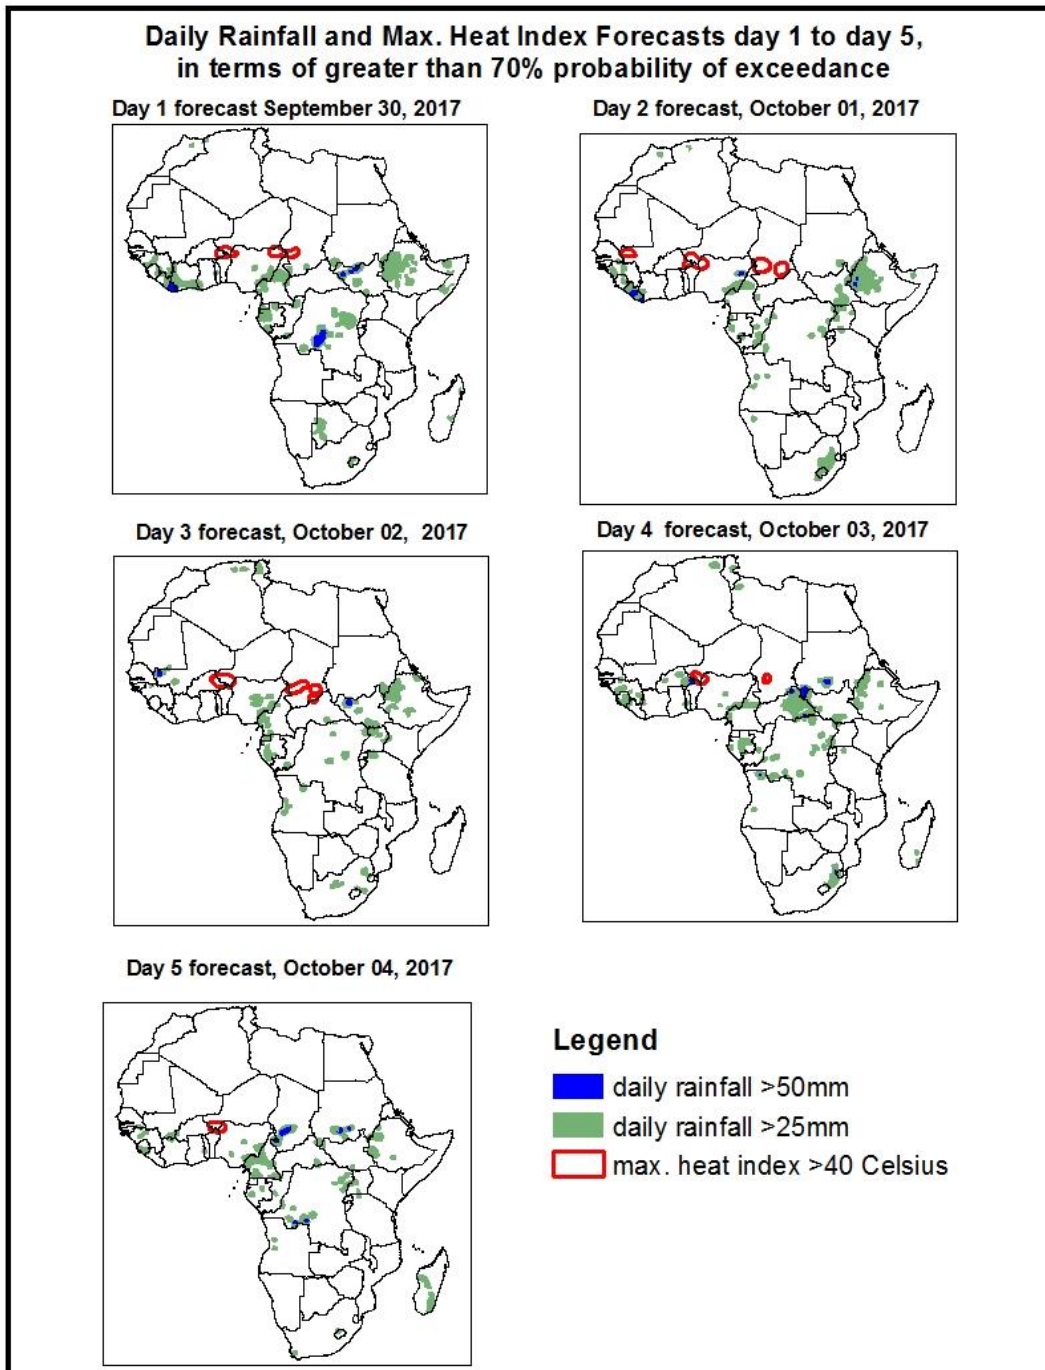 Daily Rainfall and Max. Heat Index Forecasts day 1 to day 5,
in terms of greater than 70% probability of exceedance
Day 1 forecast September 30, 2017
Day 2 forecast, October 01, 2017
Day 3 forecast, October 02, 2017
Day 4 forecast, October 03, 2017
Day 5 forecast, October 04, 2017
Legend
daily rainfall >50mm
daily rainfall >25mm
max. heat index >40 Celsius